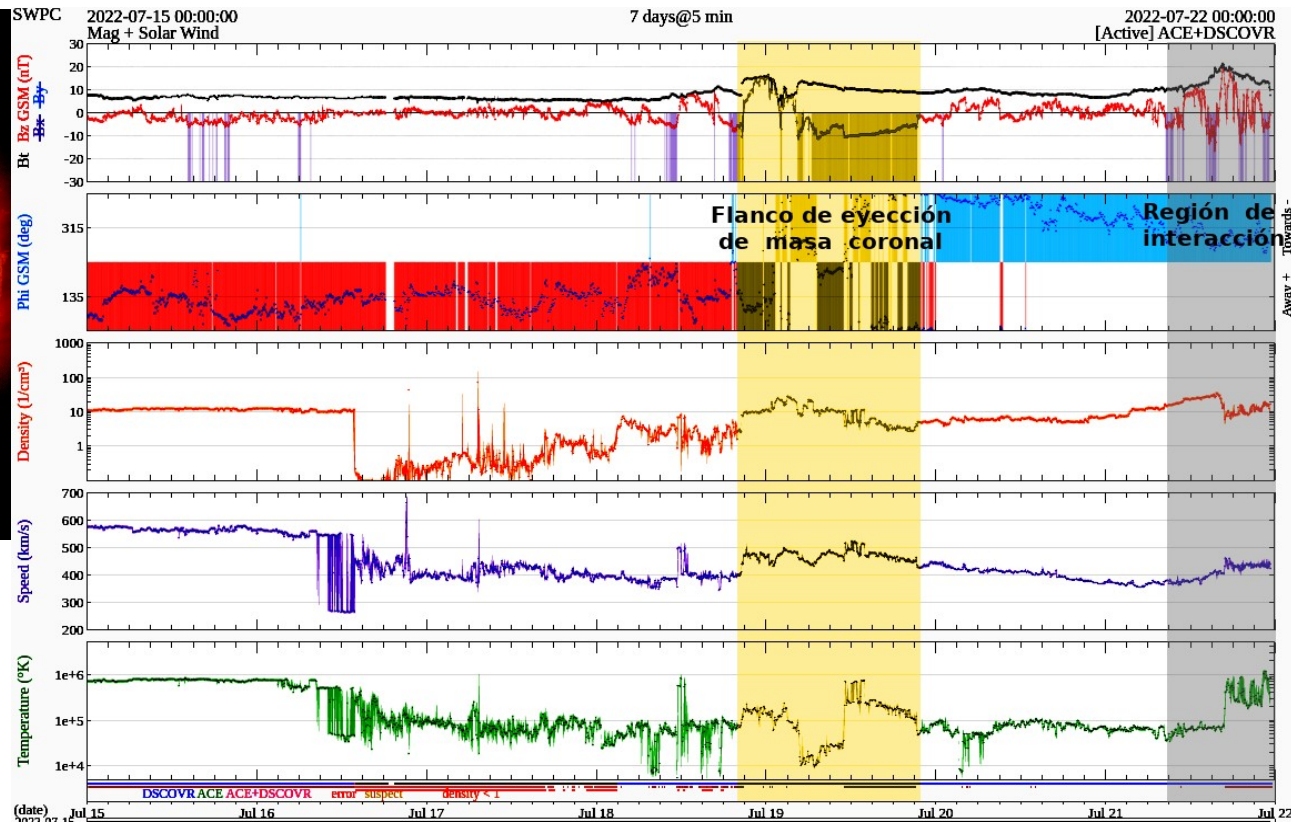 SWPC 2022-07-15 00:00:00 7 days@5 min 2022-07-22 00:00:00
Mag + Solar Wind [Active] ACE+DSCOVR
Bt Bz GSM (nT)
Bx By
30
20
10
0
-10
-20
-30
Phi GSM (deg)
315
135
Flanco de eyección
de masa coronal
Región de
interacción
Away + Towards -
Density (1/cm³)
1000
100
10
1
Speed (km/s)
700
600
500
400
300
200
Temperature (°K)
1e+6
1e+5
1e+4
DSCOVR ACE ACE+DSCOVR error suspect density < 1
(date) Jul 15 Jul 16 Jul 17 Jul 18 Jul 19 Jul 20 Jul 21 Jul 22
2022-07-15